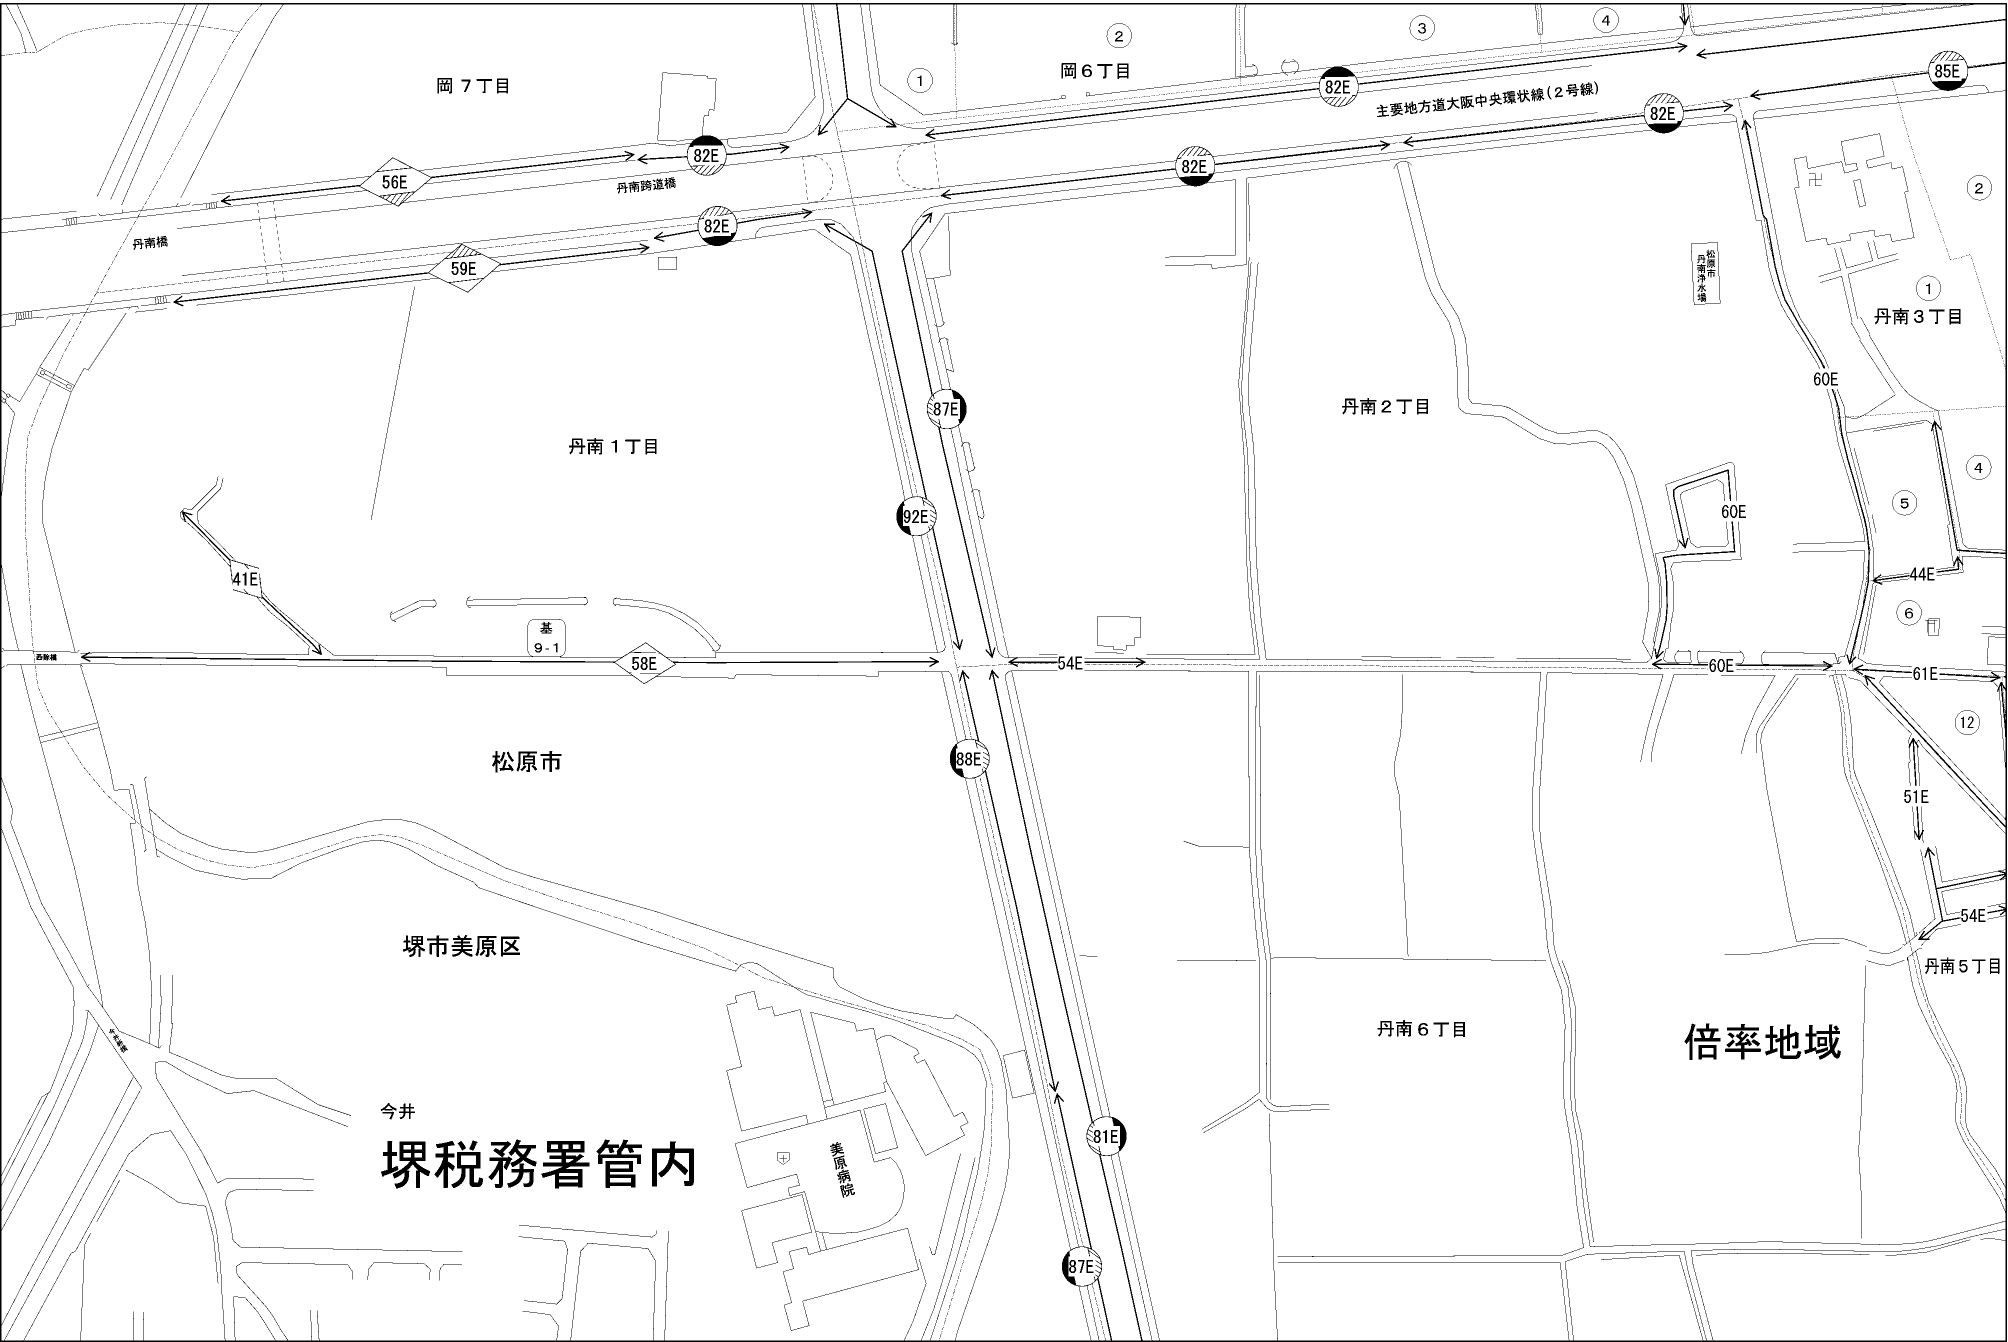 ②
③
④
岡7丁目
①
岡6丁目
82E
主要地方道大阪中央環状線(2号線)
85E
82E
82E
56E
82E
丹南跨道橋
②
丹南橋
82E
59E
松原市
丹南浄水場
①
丹南3丁目
60E
丹南2丁目
87E
丹南1丁目
④
⑤
92E
60E
41E
44E
⑥
基
9-1
58E
54E
60E
61E
⑫
松原市
88E
51E
54E
堺市美原区
丹南5丁目
丹南6丁目
倍率地域
今井
堺税務署管内
美原病院
81E
87E